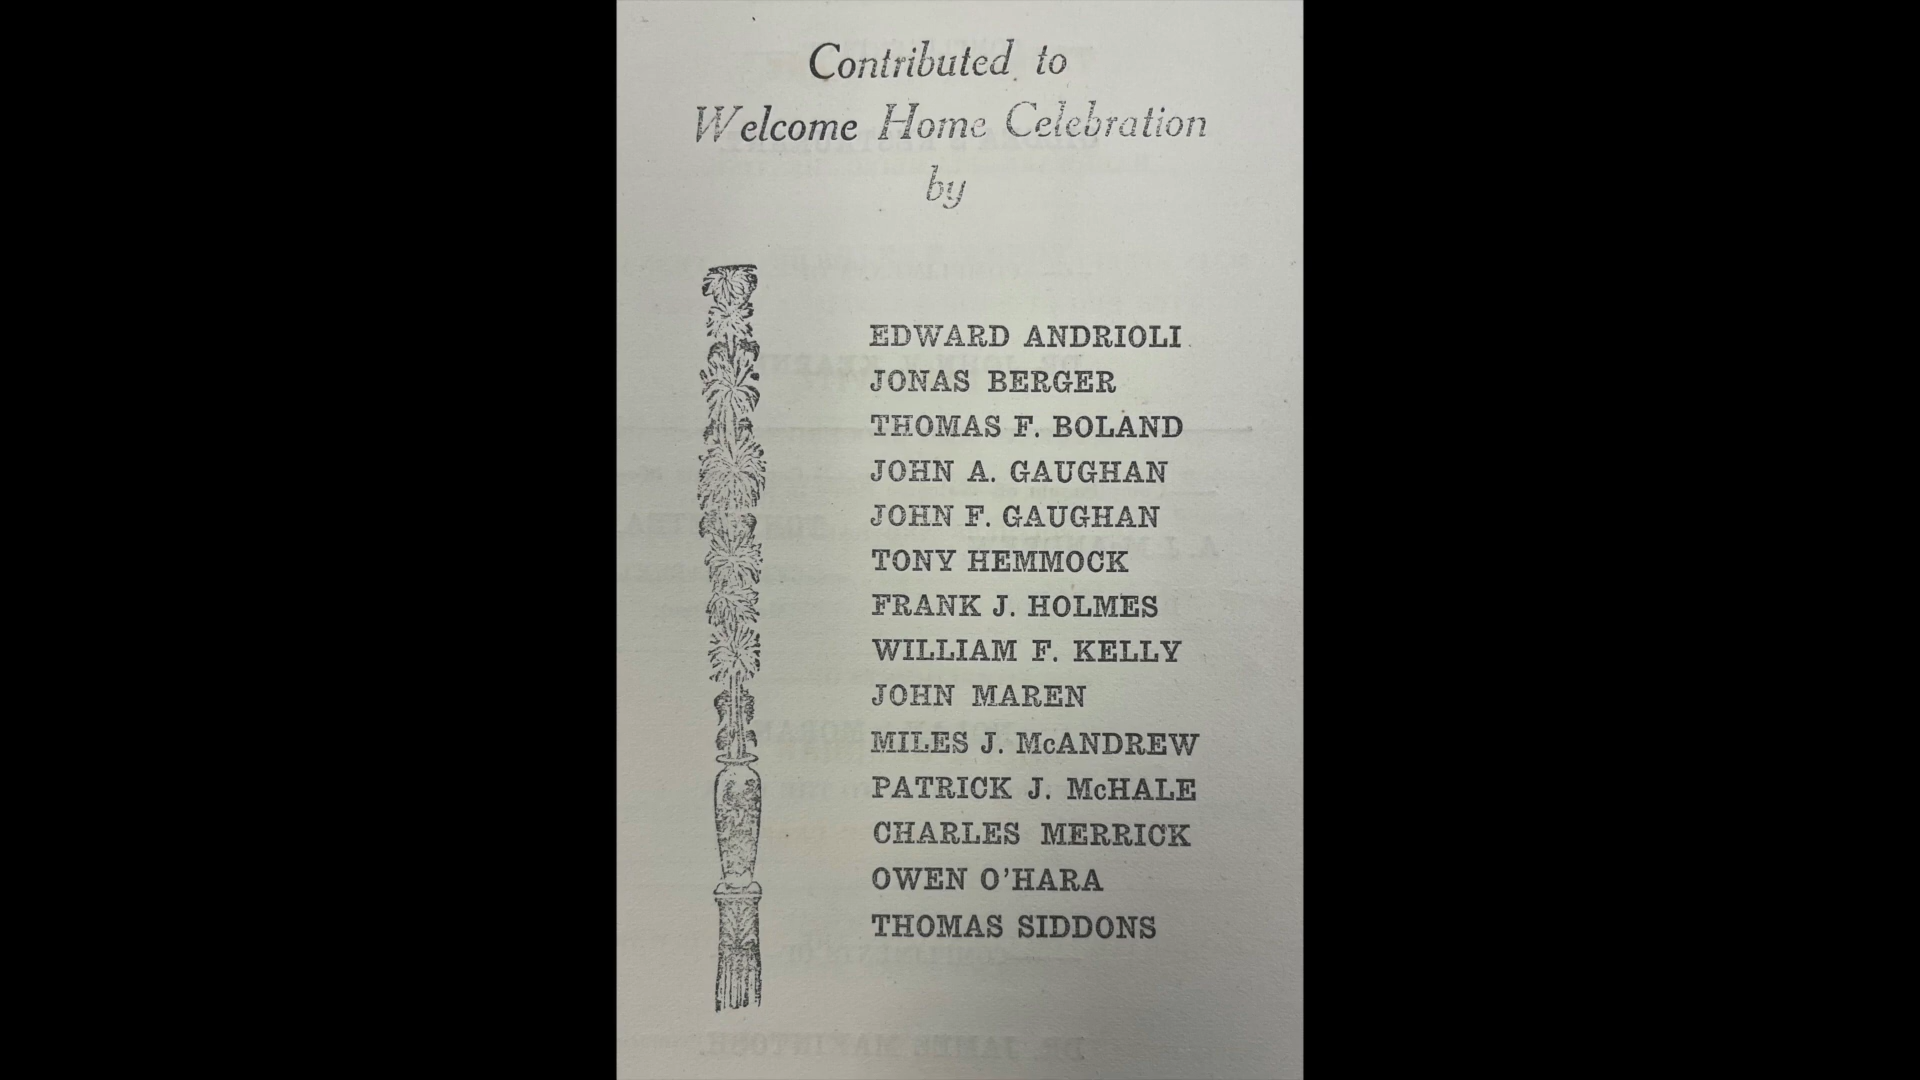 Contributed to
Welcome Home Celebration
by
EDWARD ANDRIOLI
JONAS BERGER
THOMAS F. BOLAND
JOHN A. GAUGHAN
JOHN F. GAUGHAN
TONY HEMMOCK
FRANK J. HOLMES
WILLIAM F. KELLY
JOHN MAREN
MILES J. McANDREW
PATRICK J. McHALE
CHARLES MERRICK
OWEN O'HARA
THOMAS SIDDONS